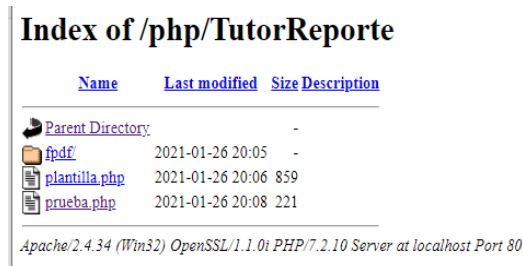 Index of /php/TutorReporte
Name Last modified Size Description
Parent Directory -
fpdf/ 2021-01-26 20:05 -
plantilla.php 2021-01-26 20:06 859
prueba.php 2021-01-26 20:08 221
Apache/2.4.34 (Win32) OpenSSL/1.1.0i PHP/7.2.10 Server at localhost Port 80